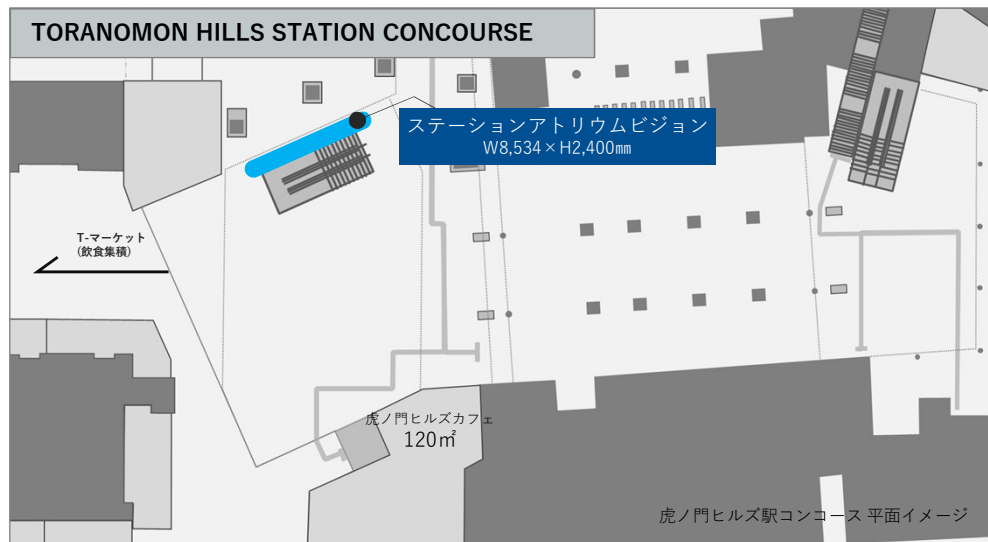 TORANOMON HILLS STATION CONCOURSE
ステーションアトリウムビジョン
W8,534×H2,400㎜
T-マーケット
(飲食集積)
虎ノ門ヒルズカフェ
120㎡
虎ノ門ヒルズ駅コンコース 平面イメージ